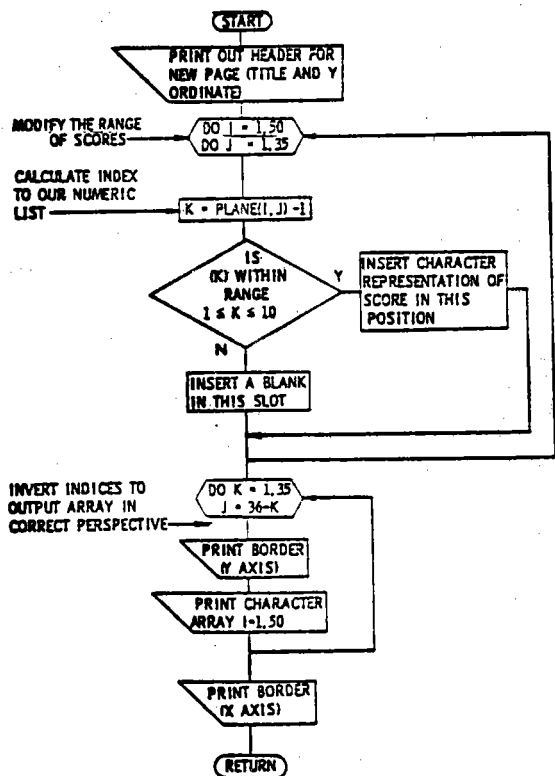 START
PRINT OUT HEADER FOR
NEW PAGE (TITLE AND Y
ORDINATE)
MODIFY THE RANGE
OF SCORES
DO I = 1,50
DO J = 1,35
CALCULATE INDEX
TO OUR NUMERIC
LIST
K = PLANE(I, J) -1
IS
(K) WITHIN
RANGE
1 ≤ K ≤ 10
Y
INSERT CHARACTER
REPRESENTATION OF
SCORE IN THIS
POSITION
N
INSERT A BLANK
IN THIS SLOT
INVERT INDICES TO
OUTPUT ARRAY IN
CORRECT PERSPECTIVE
DO K = 1,35
J = 36-K
PRINT BORDER
(Y AXIS)
PRINT CHARACTER
ARRAY I=1,50
PRINT BORDER
(X AXIS)
RETURN